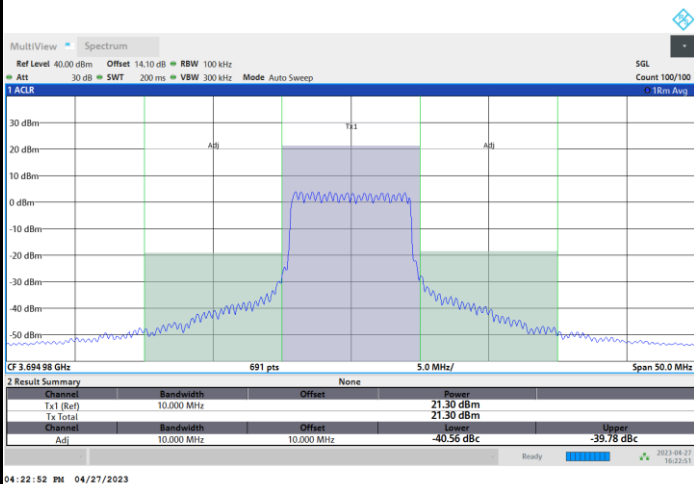 MultiView Spectrum
Ref Level 40.00 dBm Offset 14.10 dB RBW 100 kHz SGL
Att 30 dB SWT 200 ms VBW 300 kHz Mode Auto Sweep Count 100/100
1 ACLR 1Rm Avg
30 dBm
Tx1
20 dBm
Adj Adj
10 dBm
0 dBm
-10 dBm
-20 dBm
-30 dBm
-40 dBm
-50 dBm
CF 3.694 98 GHz 691 pts 5.0 MHz/ Span 50.0 MHz
2 Result Summary None
Channel Bandwidth Offset Power
Tx1 (Ref) 10.000 MHz 21.30 dBm
Tx Total 21.30 dBm
Channel Bandwidth Offset Lower Upper
Adj 10.000 MHz 10.000 MHz -40.56 dBc -39.78 dBc
Ready 2023-04-27
16:22:51
04:22:52 PM 04/27/2023